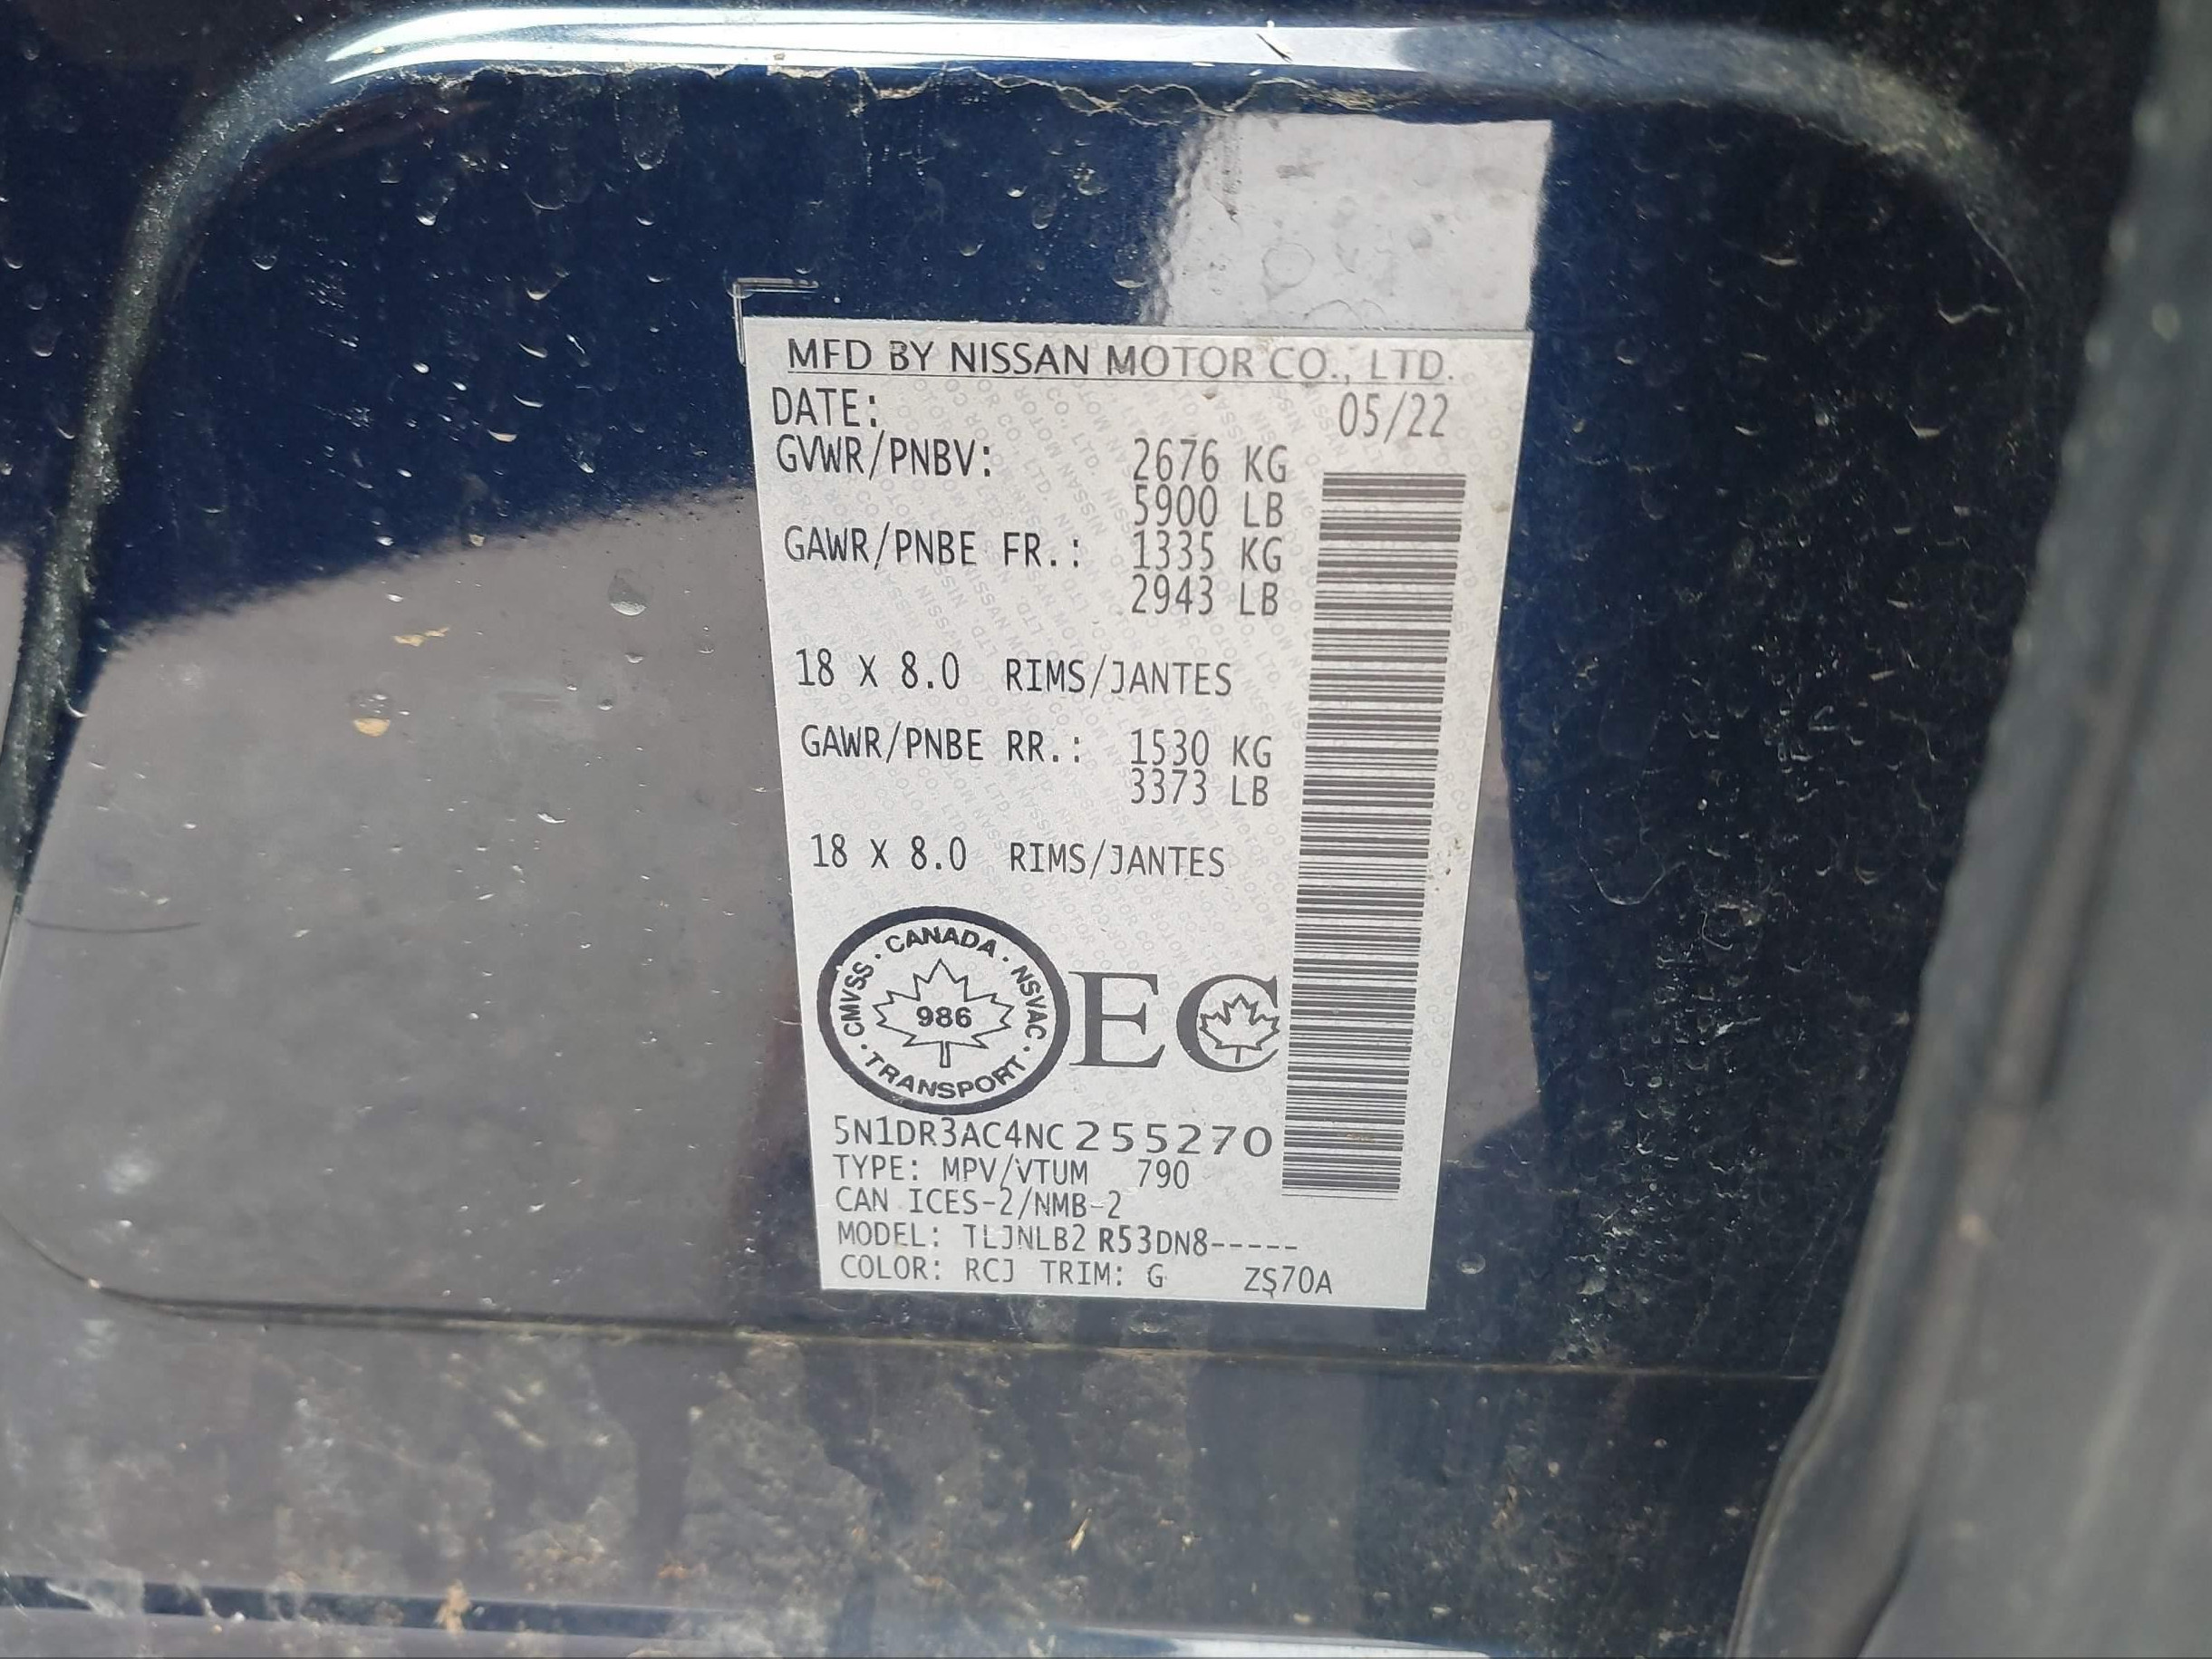 MFD BY NISSAN MOTOR CO., LTD.
DATE: 05/22
GVWR/PNBV: 2676 KG
5900 LB
GAWR/PNBE FR.: 1335 KG
2943 LB
18 X 8.0 RIMS/JANTES
GAWR/PNBE RR.: 1530 KG
3373 LB
18 X 8.0 RIMS/JANTES
CMVSS · CANADA · NSVAC · TRANSPORT
986
EC
5N1DR3AC4NC255270
TYPE: MPV/VTUM 790
CAN ICES-2/NMB-2
MODEL: TLJNLB2 R53DN8-----
COLOR: RCJ TRIM: G ZS70A